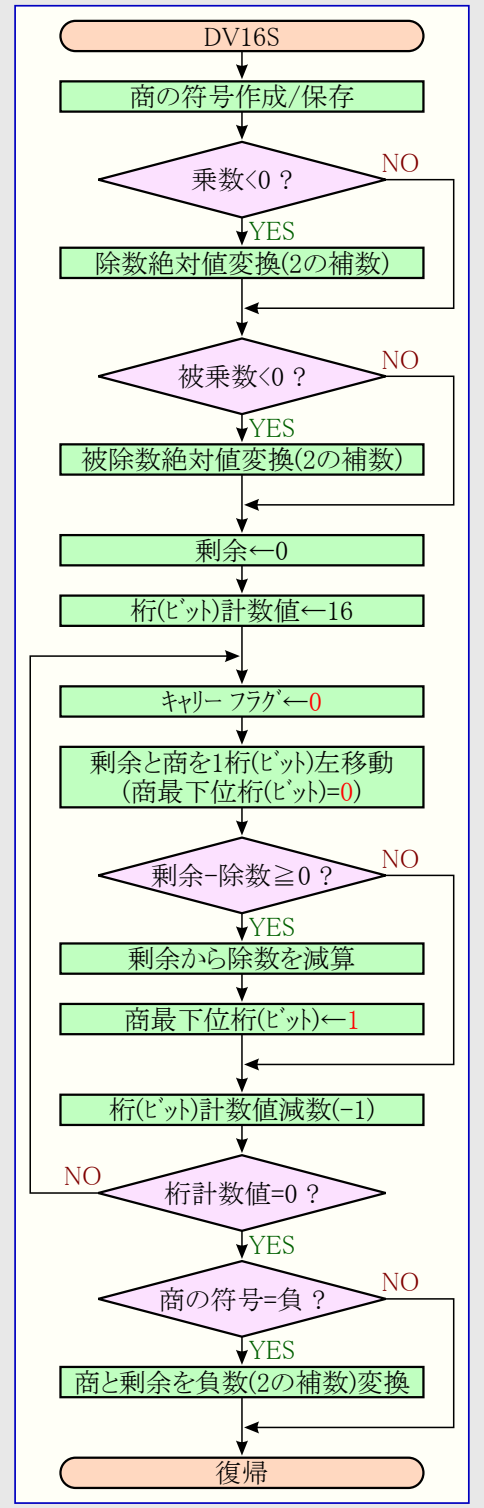 DV16S
商の符号作成/保存
乗数<0 ?
NO
YES
除数絶対値変換(2の補数)
被乗数<0 ?
NO
YES
被除数絶対値変換(2の補数)
剰余←0
桁(ﾋﾞｯﾄ)計数値←16
ｷｬﾘｰ ﾌﾗｸﾞ←0
剰余と商を1桁(ﾋﾞｯﾄ)左移動
(商最下位桁(ﾋﾞｯﾄ)=0)
剰余-除数≧0 ?
NO
YES
剰余から除数を減算
商最下位桁(ﾋﾞｯﾄ)←1
桁(ﾋﾞｯﾄ)計数値減数(-1)
NO
桁計数値=0 ?
YES
商の符号=負 ?
NO
YES
商と剰余を負数(2の補数)変換
復帰